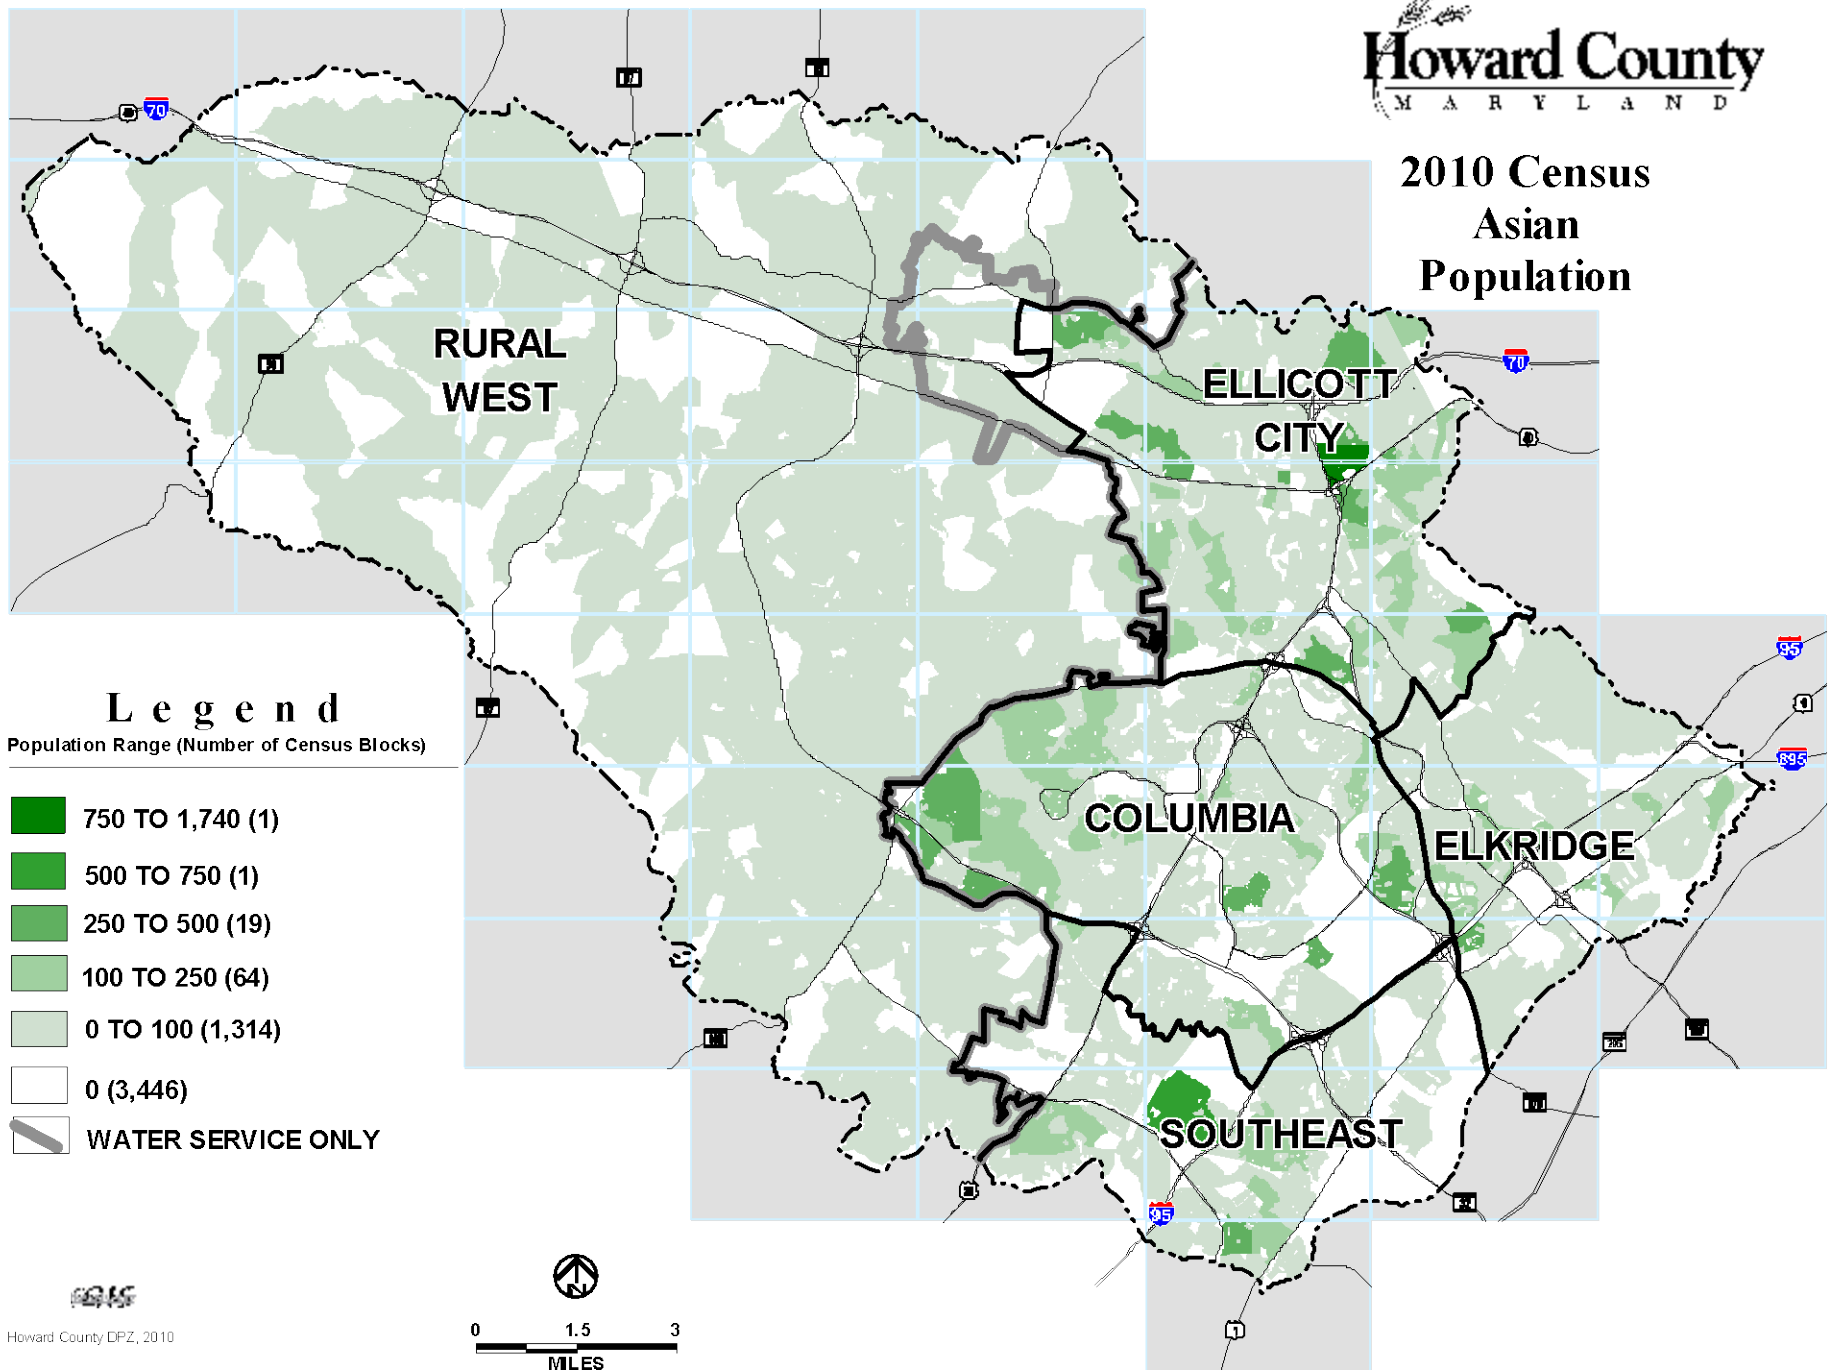 Howard County
MARYLAND
2010 Census
Asian
Population
70
RURAL
WEST
ELLICOTT
CITY
70
COLUMBIA
ELKRIDGE
SOUTHEAST
95
895
95
1
Legend
Population Range (Number of Census Blocks)
750 TO 1,740 (1)
500 TO 750 (1)
250 TO 500 (19)
100 TO 250 (64)
0 TO 100 (1,314)
0 (3,446)
WATER SERVICE ONLY
Howard County DPZ, 2010
N
0 1.5 3
MILES